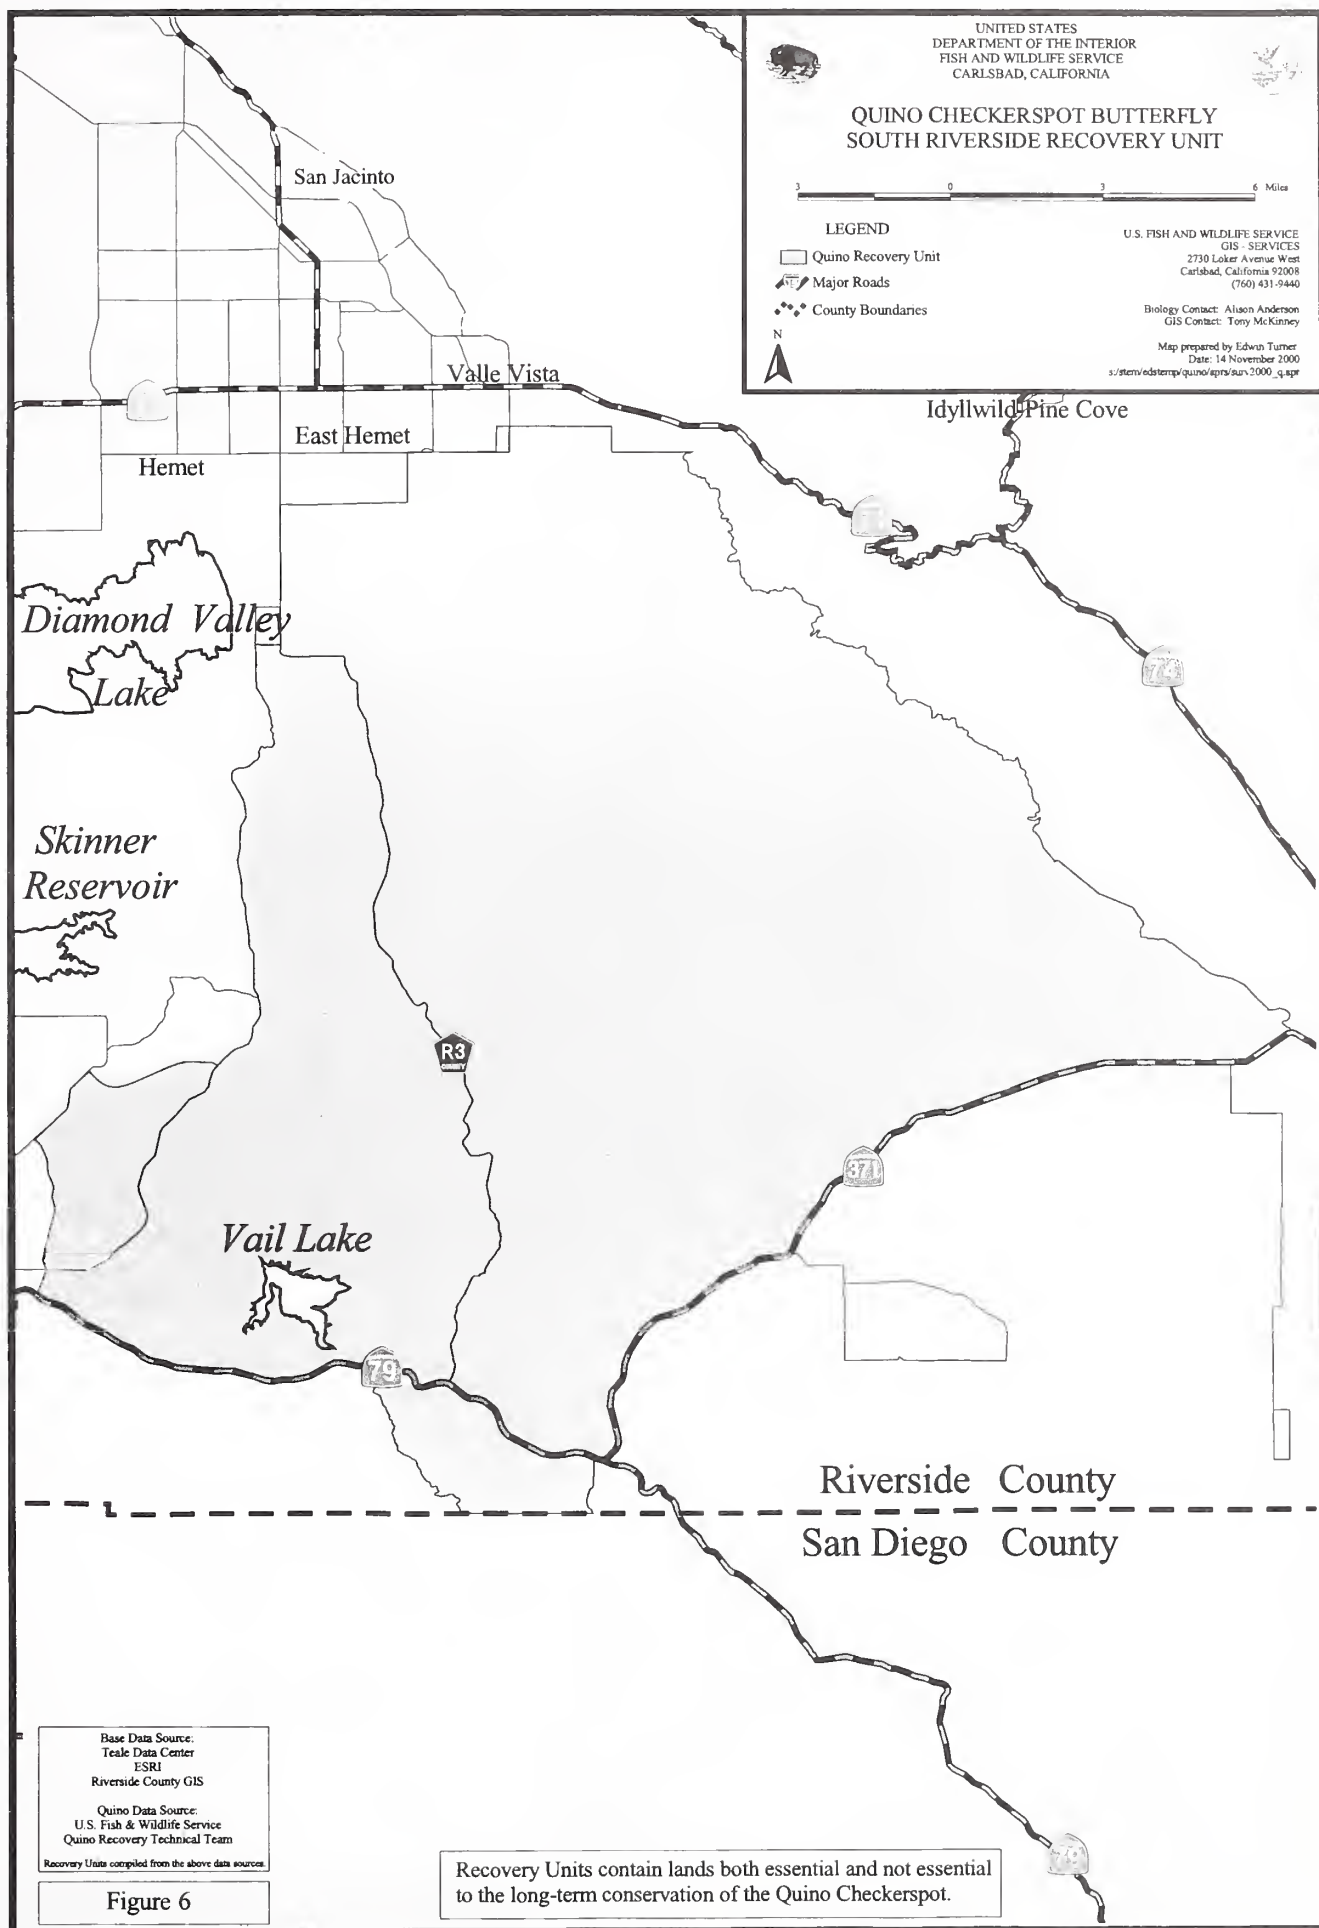 UNITED STATES
DEPARTMENT OF THE INTERIOR
FISH AND WILDLIFE SERVICE
CARLSBAD, CALIFORNIA
QUINO CHECKERSPOT BUTTERFLY
SOUTH RIVERSIDE RECOVERY UNIT
3 0 3 6 Miles
LEGEND
Quino Recovery Unit
Major Roads
County Boundaries
N
U.S. FISH AND WILDLIFE SERVICE
GIS - SERVICES
2730 Loker Avenue West
Carlsbad, California 92008
(760) 431-9440
Biology Contact: Alison Anderson
GIS Contact: Tony McKinney
Map prepared by Edwin Turner
Date: 14 November 2000
San Jacinto
Valle Vista
Idyllwild-Pine Cove
East Hemet
Hemet
Diamond Valley
Lake
74
Skinner
Reservoir
R3
COUNTY
371
Vail Lake
79
Riverside County
San Diego County
79
Base Data Source:
Teale Data Center
ESRI
Riverside County GIS
Quino Data Source:
U.S. Fish & Wildlife Service
Quino Recovery Technical Team
Recovery Units compiled from the above data sources.
Figure 6
Recovery Units contain lands both essential and not essential
to the long-term conservation of the Quino Checkerspot.